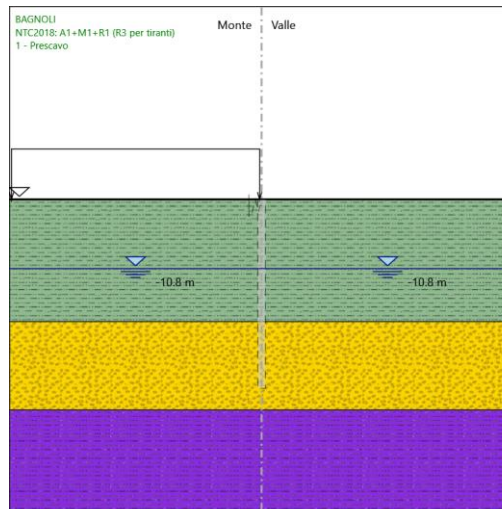 BAGNOLI
NTC2018: A1+M1+R1 (R3 per tiranti)
1 - Prescavo
Monte Valle
-10.8 m -10.8 m